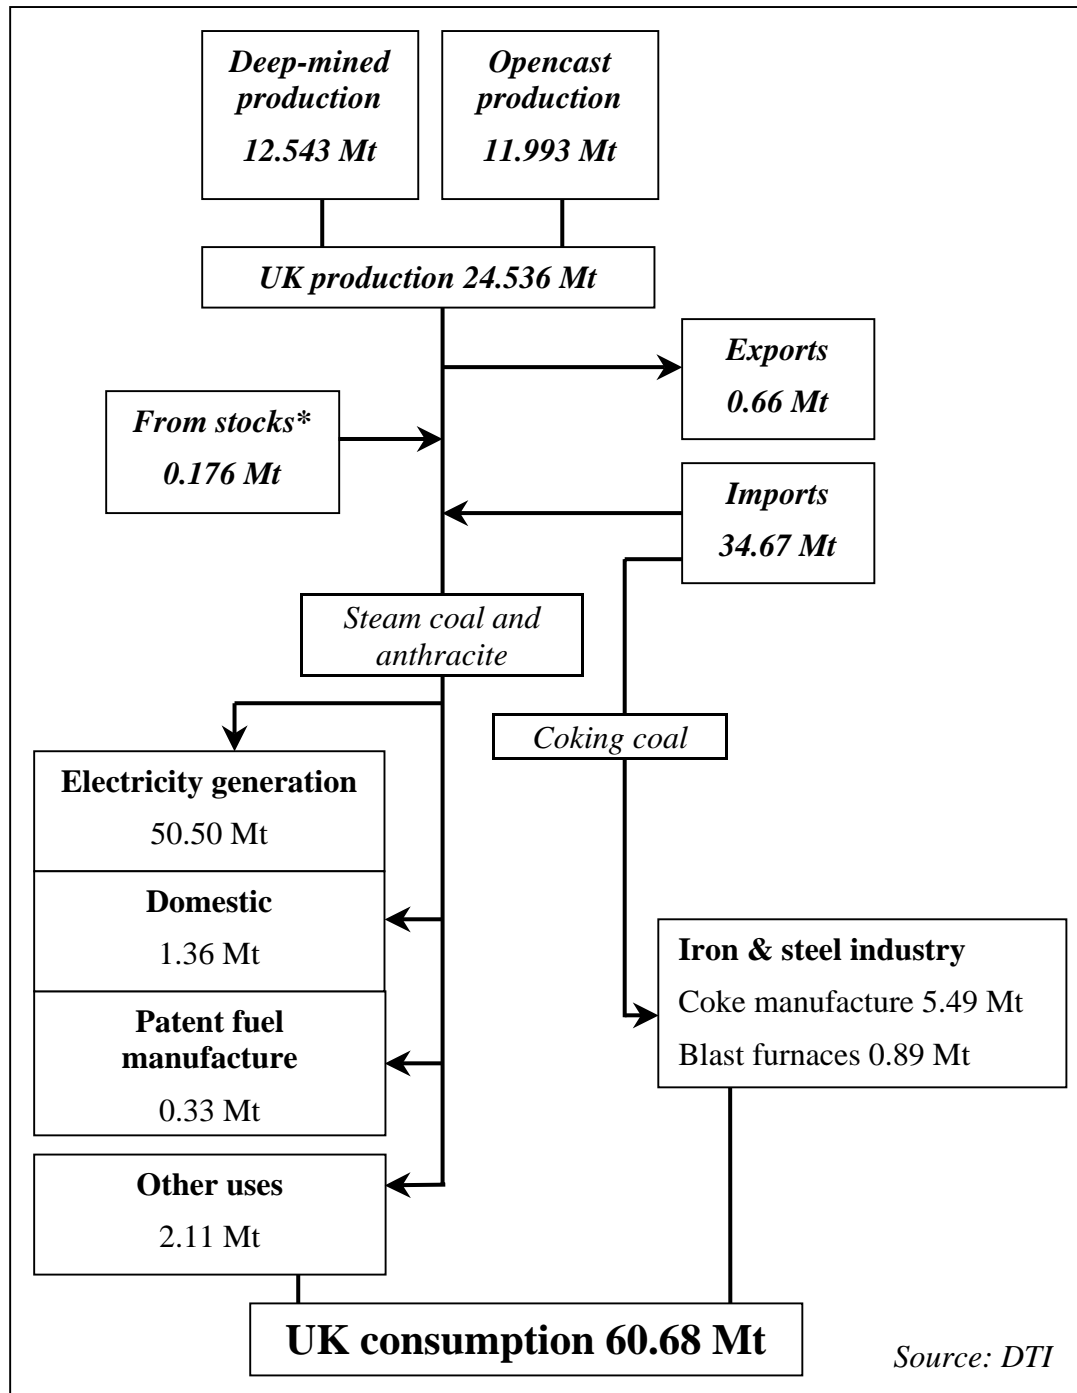 Deep-mined
production
12.543 Mt
Opencast
production
11.993 Mt
UK production 24.536 Mt
Exports
0.66 Mt
From stocks*
0.176 Mt
Imports
34.67 Mt
Steam coal and
anthracite
Coking coal
Electricity generation
50.50 Mt
Domestic
1.36 Mt
Patent fuel
manufacture
0.33 Mt
Other uses
2.11 Mt
Iron & steel industry
Coke manufacture 5.49 Mt
Blast furnaces 0.89 Mt
UK consumption 60.68 Mt
Source: DTI